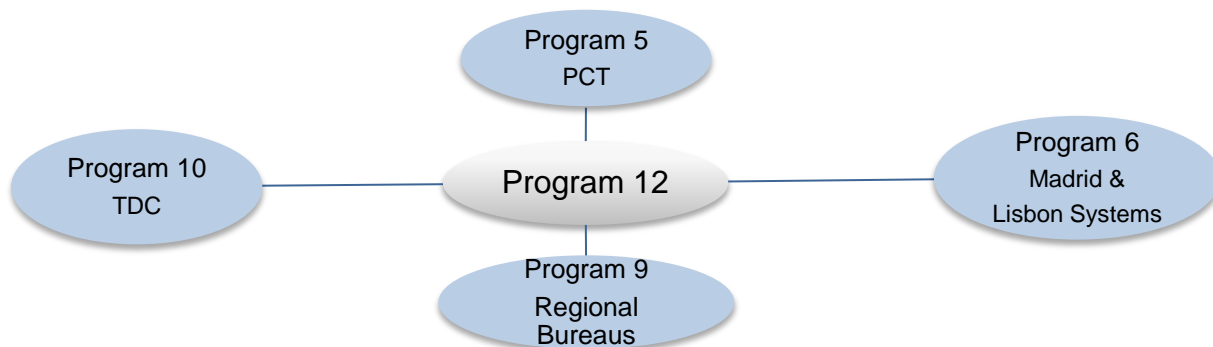 Program 5
PCT
Program 10
TDC
Program 12
Program 6
Madrid &
Lisbon Systems
Program 9
Regional
Bureaus